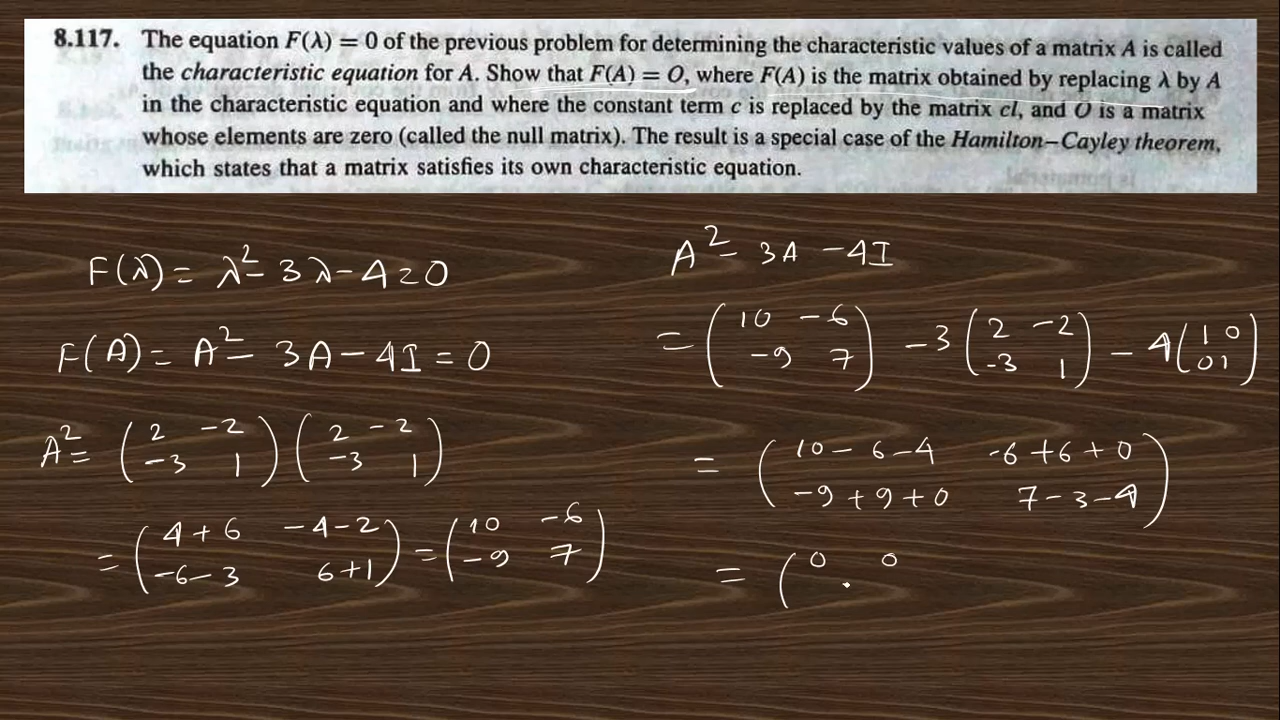 8.117. The equation F(λ) = 0 of the previous problem for determining the characteristic values of a matrix A is called
the characteristic equation for A. Show that F(A) = O, where F(A) is the matrix obtained by replacing λ by A
in the characteristic equation and where the constant term c is replaced by the matrix cI, and O is a matrix
whose elements are zero (called the null matrix). The result is a special case of the Hamilton–Cayley theorem,
which states that a matrix satisfies its own characteristic equation.
F(λ) = λ² - 3λ - 4 = 0
F(A) = A² - 3A - 4I = 0
A² = (2 -2
-3 1) (2 -2
-3 1)
= (4+6 -4-2
-6-3 6+1) = (10 -6
-9 7)
A² - 3A - 4I
= (10 -6
-9 7) - 3 (2 -2
-3 1) - 4 (1 0
0 1)
= (10-6-4 -6+6+0
-9+9+0 7-3-4)
= (0 0